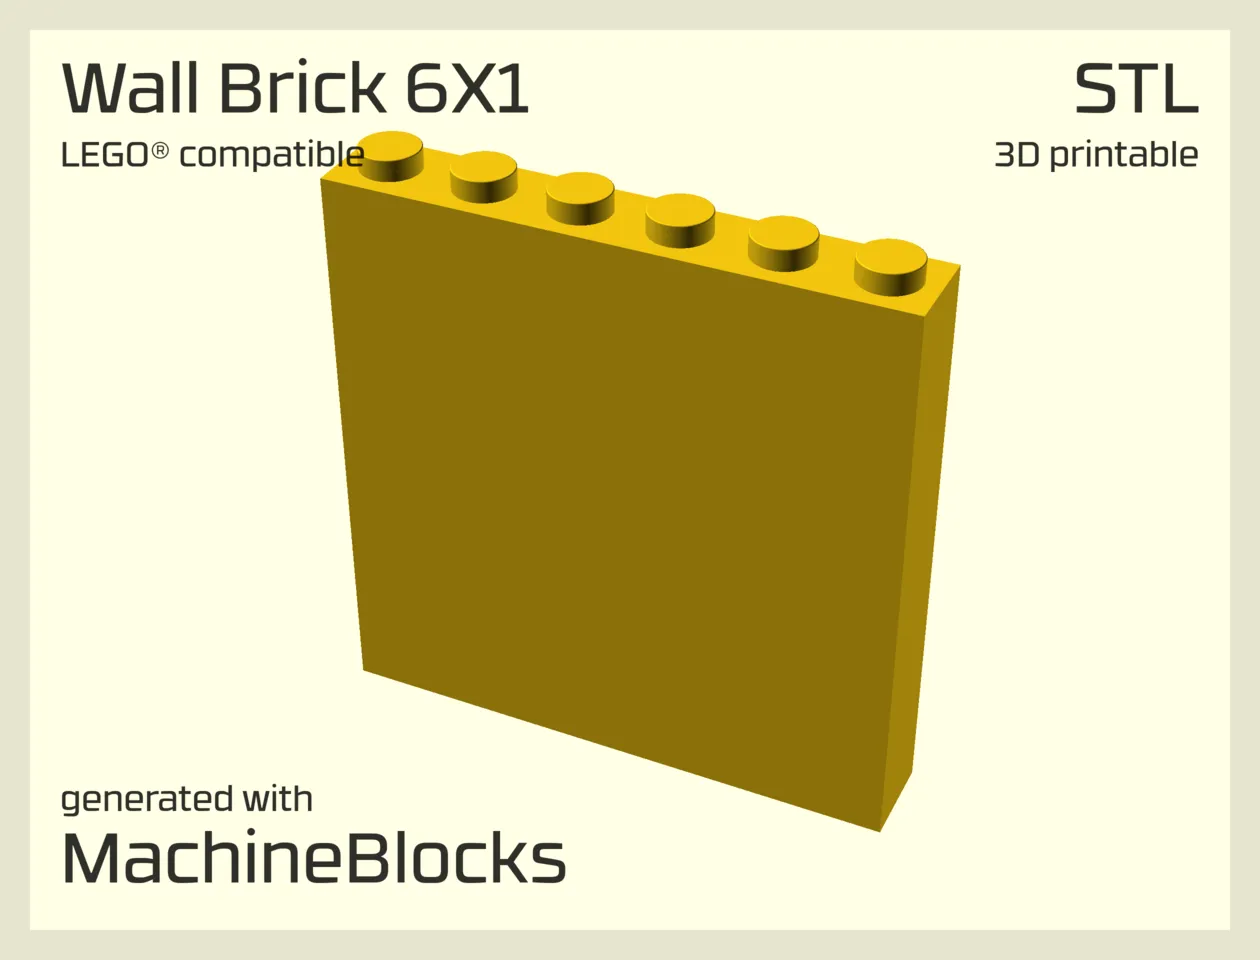 Wall Brick 6X1
STL
LEGO® compatible
3D printable
generated with
MachineBlocks